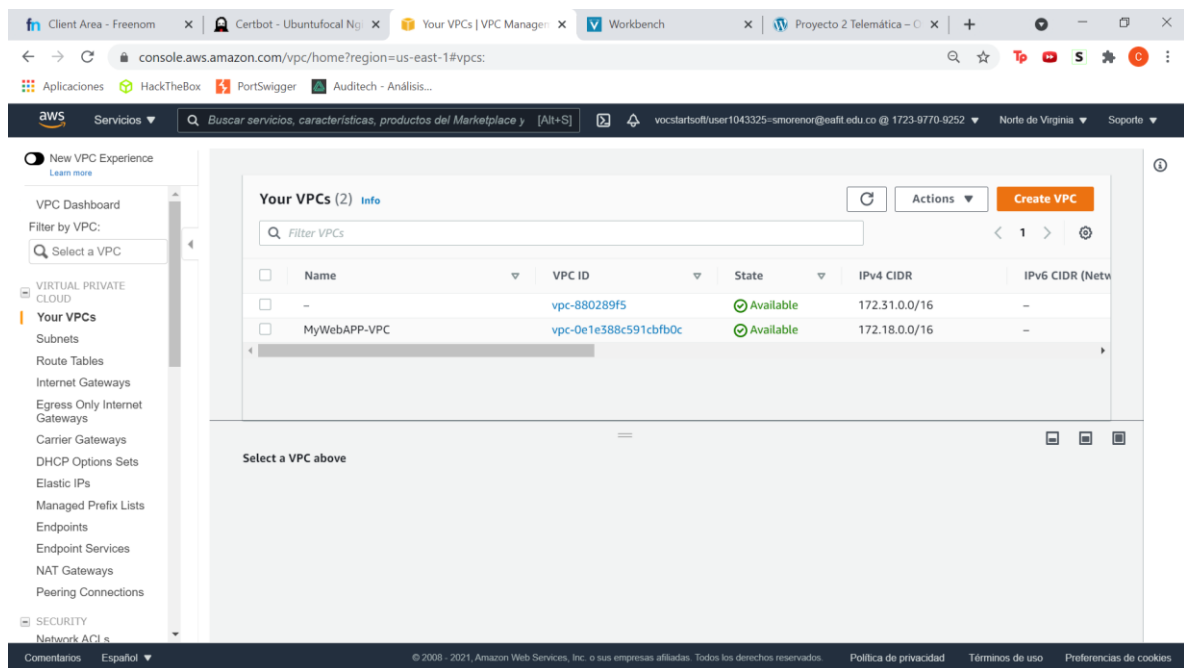 fn Client Area - Freenom
Certbot - Ubuntufocal Ng
Your VPCs | VPC Managem
V Workbench
Proyecto 2 Telemática – O
console.aws.amazon.com/vpc/home?region=us-east-1#vpcs:
Tp
S
C
Aplicaciones HackTheBox PortSwigger Auditech - Análisis...
aws Servicios ▼ Buscar servicios, características, productos del Marketplace y [Alt+S] vocstartsoft/user1043325=smorenor@eafit.edu.co @ 1723-9770-9252 ▼ Norte de Virginia ▼ Soporte ▼
New VPC Experience
Learn more
VPC Dashboard
Filter by VPC:
Select a VPC
VIRTUAL PRIVATE
CLOUD
Your VPCs
Subnets
Route Tables
Internet Gateways
Egress Only Internet
Gateways
Carrier Gateways
DHCP Options Sets
Elastic IPs
Managed Prefix Lists
Endpoints
Endpoint Services
NAT Gateways
Peering Connections
SECURITY
Network ACLs
Your VPCs (2) Info
Actions ▼
Create VPC
Filter VPCs
1
Name VPC ID State IPv4 CIDR IPv6 CIDR (Netw
– vpc-880289f5 Available 172.31.0.0/16 –
MyWebAPP-VPC vpc-0e1e388c591cbfb0c Available 172.18.0.0/16 –
Select a VPC above
Comentarios Español ▼ © 2008 - 2021, Amazon Web Services, Inc. o sus empresas afiliadas. Todos los derechos reservados. Política de privacidad Términos de uso Preferencias de cookies